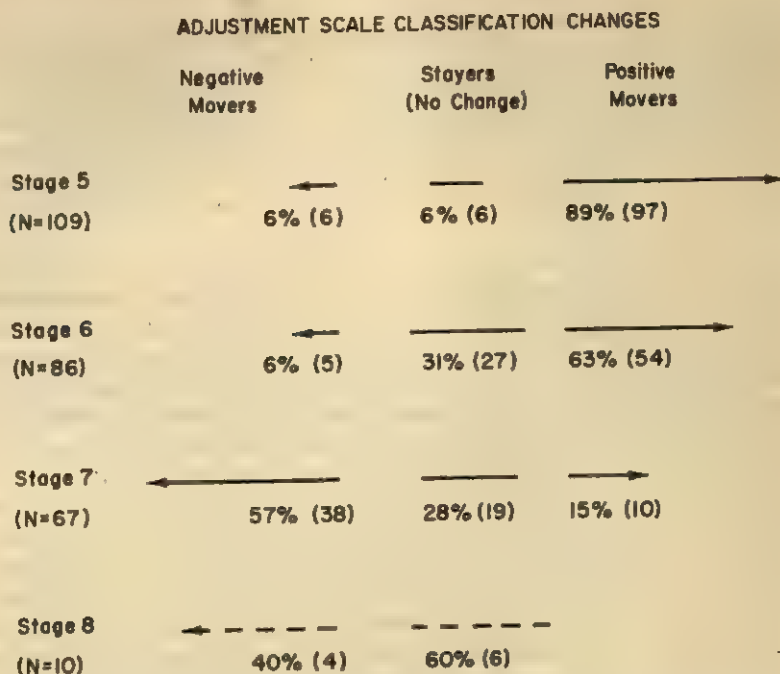 ADJUSTMENT SCALE CLASSIFICATION CHANGES
Negative Movers
Stayers (No Change)
Positive Movers
Stage 5
(N=109)
6% (6) 6% (6) 89% (97)
Stage 6
(N=86)
6% (5) 31% (27) 63% (54)
Stage 7
(N=67)
57% (38) 28% (19) 15% (10)
Stage 8
(N=10)
40% (4) 60% (6)